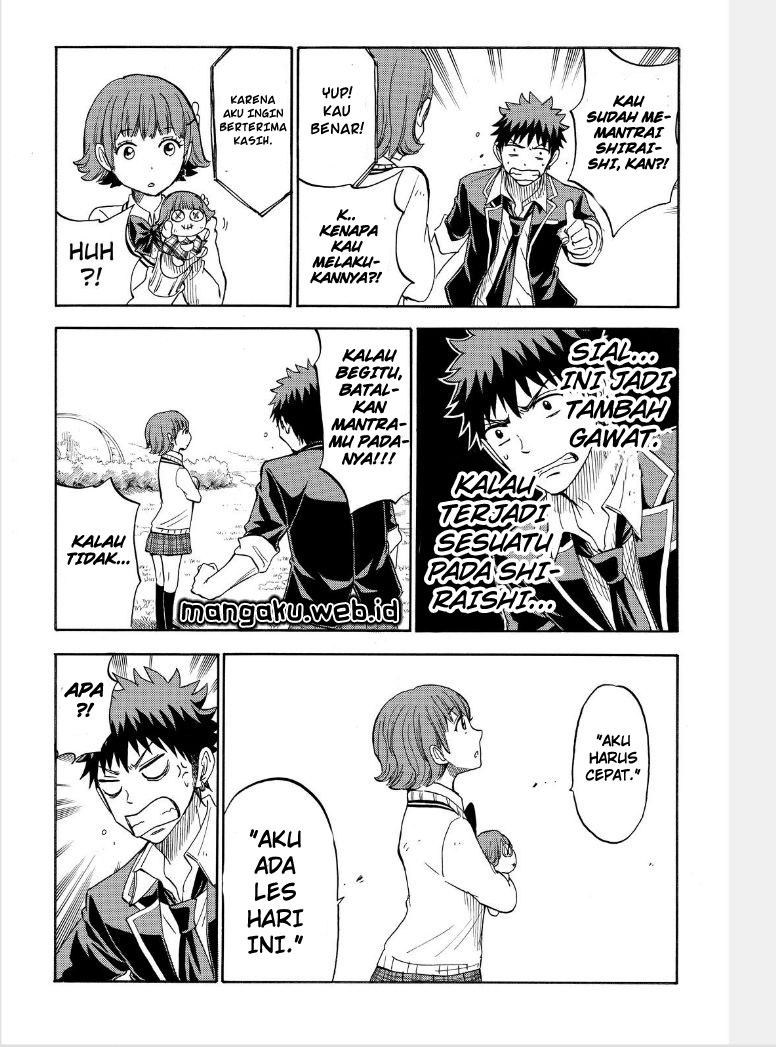 KAU
SUDAH ME-
MANTRAI
SHIRAI-
SHI, KAN?!
YUP!
KAU
BENAR!
K..
KENAPA
KAU
MELAKU-
KANNYA?!
KARENA
AKU INGIN
BERTERIMA
KASIH.
HUH
?!
SIAL...
INI JADI
TAMBAH
GAWAT.
KALAU
TERJADI
SESUATU
PADA SHI-
RAISHI...
KALAU
BEGITU,
BATAL-
KAN
MANTRA-
MU PADA-
NYA!!!
KALAU
TIDAK...
mangaku.web.id
"AKU
HARUS
CEPAT."
"AKU
ADA
LES
HARI
INI."
APA
?!